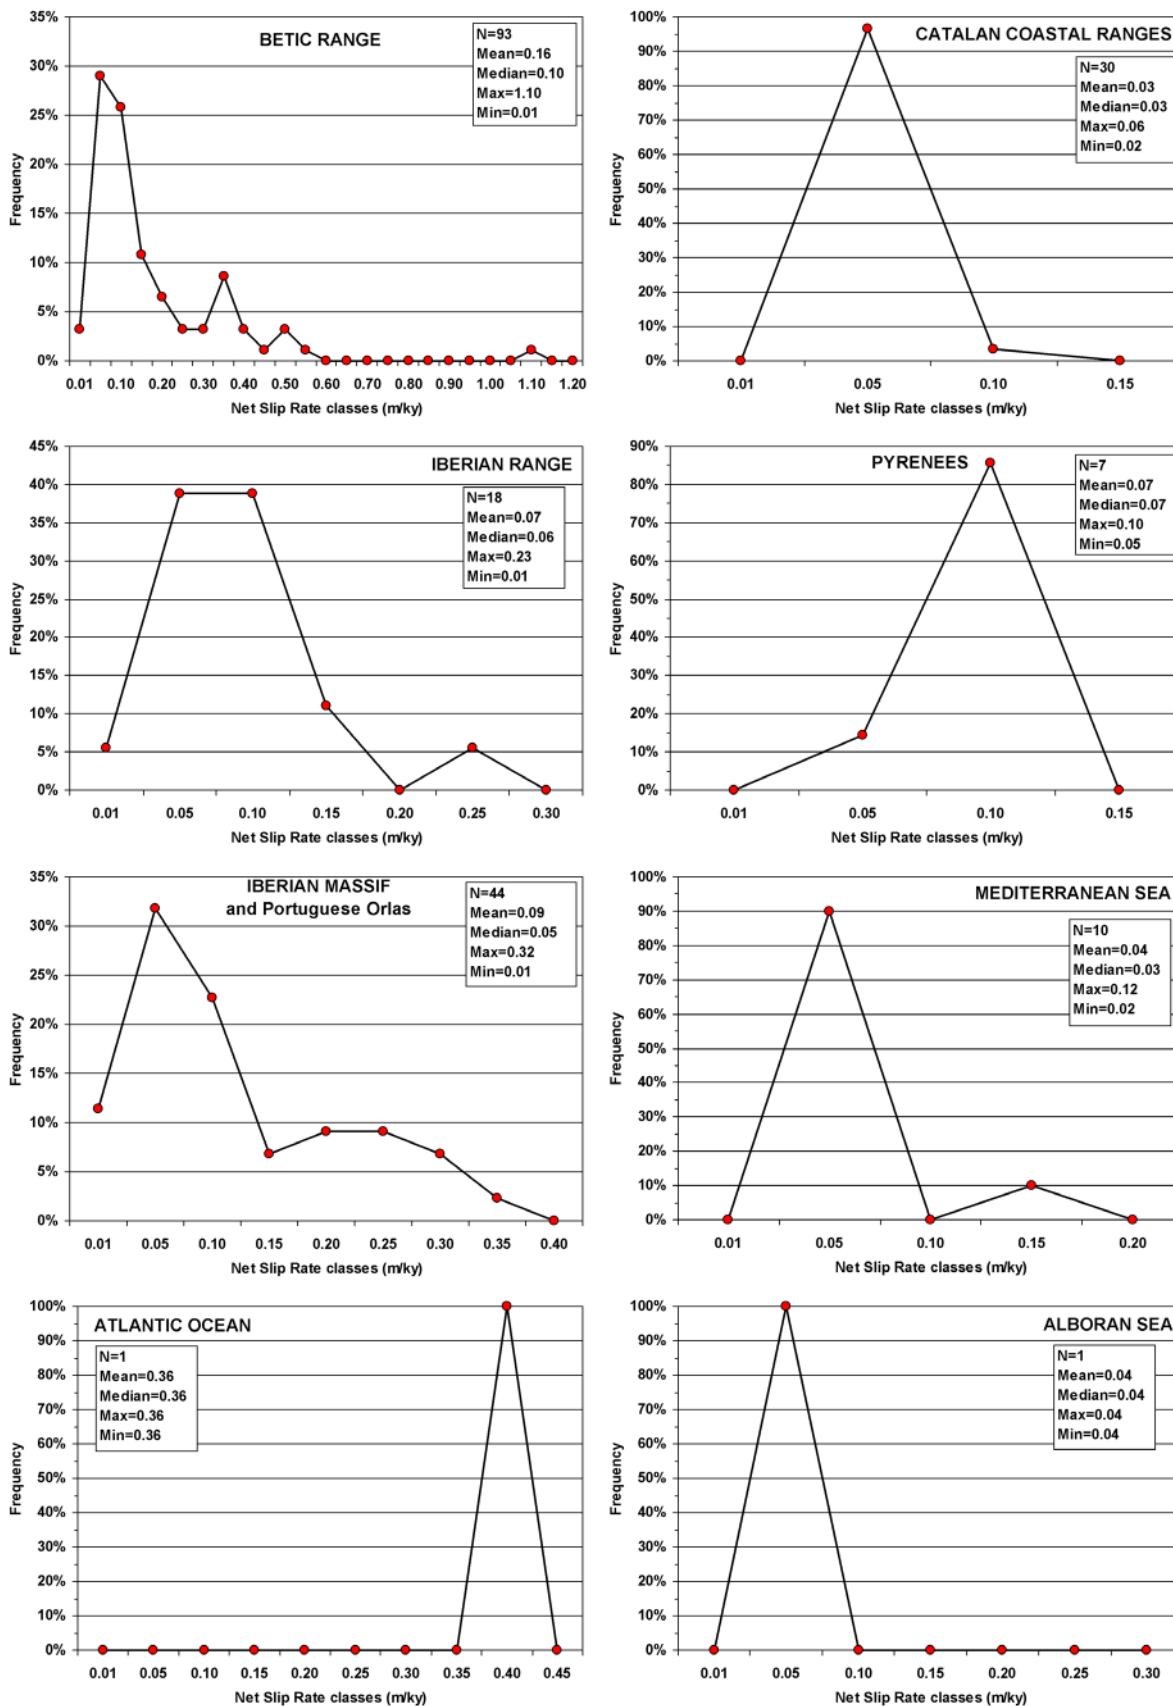 BETIC RANGE
N=93
Mean=0.16
Median=0.10
Max=1.10
Min=0.01
35%
30%
25%
20%
15%
10%
5%
0%
Frequency
0.01 0.10 0.20 0.30 0.40 0.50 0.60 0.70 0.80 0.90 1.00 1.10 1.20
Net Slip Rate classes (m/ky)
CATALAN COASTAL RANGES
N=30
Mean=0.03
Median=0.03
Max=0.06
Min=0.02
100%
90%
80%
70%
60%
50%
40%
30%
20%
10%
0%
Frequency
0.01 0.05 0.10 0.15
Net Slip Rate classes (m/ky)
IBERIAN RANGE
N=18
Mean=0.07
Median=0.06
Max=0.23
Min=0.01
45%
40%
35%
30%
25%
20%
15%
10%
5%
0%
Frequency
0.01 0.05 0.10 0.15 0.20 0.25 0.30
Net Slip Rate classes (m/ky)
PYRENEES
N=7
Mean=0.07
Median=0.07
Max=0.10
Min=0.05
90%
80%
70%
60%
50%
40%
30%
20%
10%
0%
Frequency
0.01 0.05 0.10 0.15
Net Slip Rate classes (m/ky)
IBERIAN MASSIF
and Portuguese Orlas
N=44
Mean=0.09
Median=0.05
Max=0.32
Min=0.01
35%
30%
25%
20%
15%
10%
5%
0%
Frequency
0.01 0.05 0.10 0.15 0.20 0.25 0.30 0.35 0.40
Net Slip Rate classes (m/ky)
MEDITERRANEAN SEA
N=10
Mean=0.04
Median=0.03
Max=0.12
Min=0.02
100%
90%
80%
70%
60%
50%
40%
30%
20%
10%
0%
Frequency
0.01 0.05 0.10 0.15 0.20
Net Slip Rate classes (m/ky)
ATLANTIC OCEAN
N=1
Mean=0.36
Median=0.36
Max=0.36
Min=0.36
100%
90%
80%
70%
60%
50%
40%
30%
20%
10%
0%
Frequency
0.01 0.05 0.10 0.15 0.20 0.25 0.30 0.35 0.40 0.45
Net Slip Rate classes (m/ky)
ALBORAN SEA
N=1
Mean=0.04
Median=0.04
Max=0.04
Min=0.04
100%
90%
80%
70%
60%
50%
40%
30%
20%
10%
0%
Frequency
0.01 0.05 0.10 0.15 0.20 0.25 0.30
Net Slip Rate classes (m/ky)